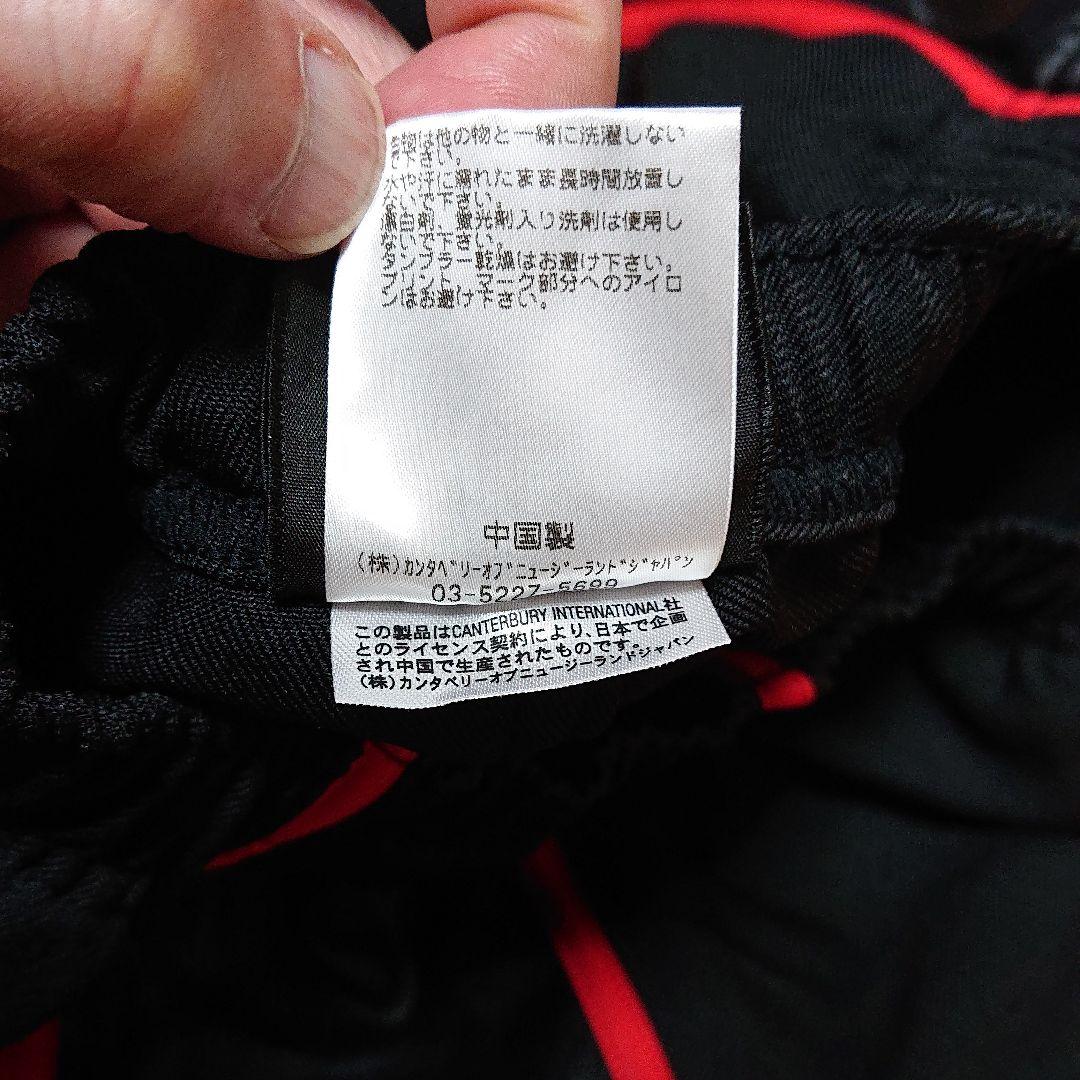 物は他の物と一緒に洗濯しない
で下さい。
水や汗に濡れたまま長時間放置し
ないで下さい。
漂白剤、蛍光剤入り洗剤は使用し
ないで下さい。
タンブラー乾燥はお避け下さい。
プリント、マーク部分へのアイロ
ンはお避け下さい。
中国製
(株)カンタベリーオブニュージーランドジャパン
03-5227-5699
この製品はCANTERBURY INTERNATIONAL社
とのライセンス契約により、日本で企画
され中国で生産されたものです。
(株)カンタベリーオブニュージーランドジャパン